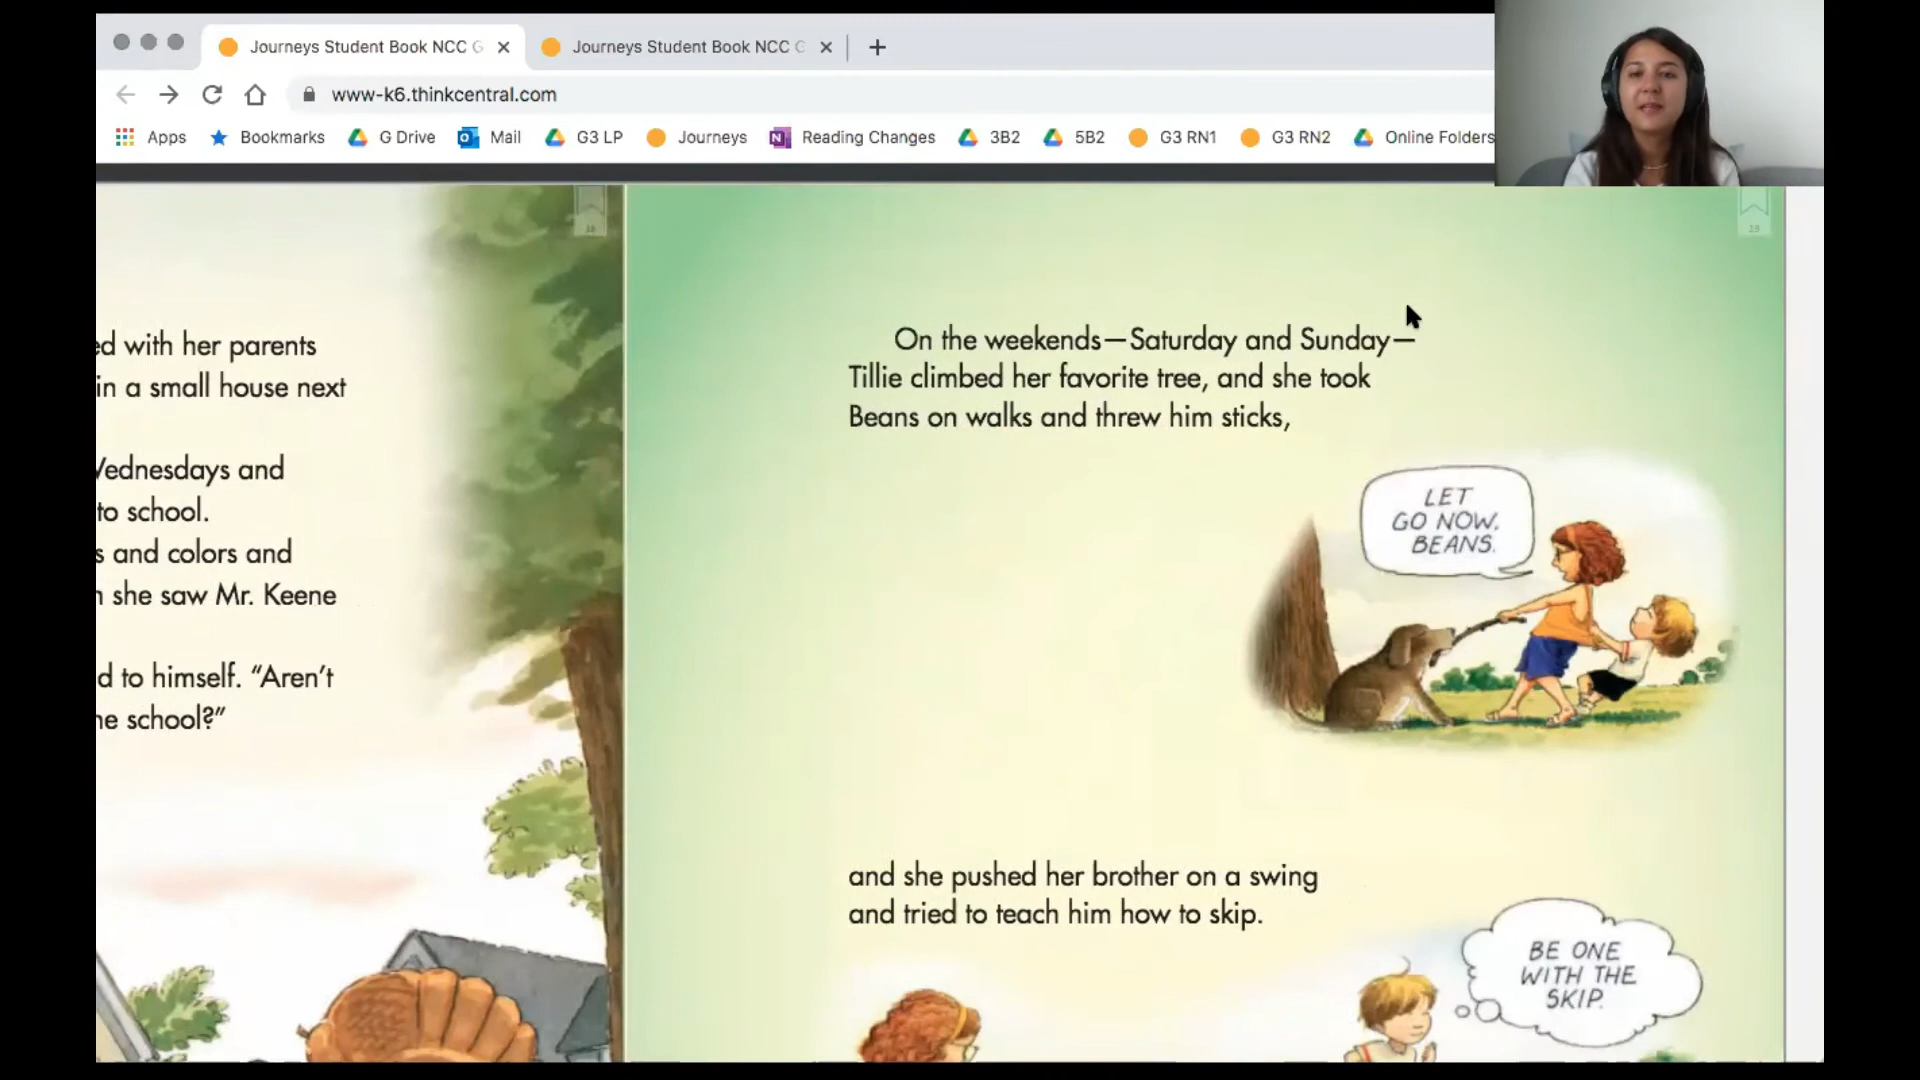 Journeys Student Book NCC G
Journeys Student Book NCC
www-k6.thinkcentral.com
Apps Bookmarks G Drive Mail G3 LP Journeys Reading Changes 3B2 5B2 G3 RN1 G3 RN2 Online Folders
29
ed with her parents
in a small house next
Wednesdays and
to school.
s and colors and
she saw Mr. Keene
d to himself. “Aren’t
he school?”
On the weekends—Saturday and Sunday—
Tillie climbed her favorite tree, and she took
Beans on walks and threw him sticks,
LET
GO NOW,
BEANS.
and she pushed her brother on a swing
and tried to teach him how to skip.
BE ONE
WITH THE
SKIP.